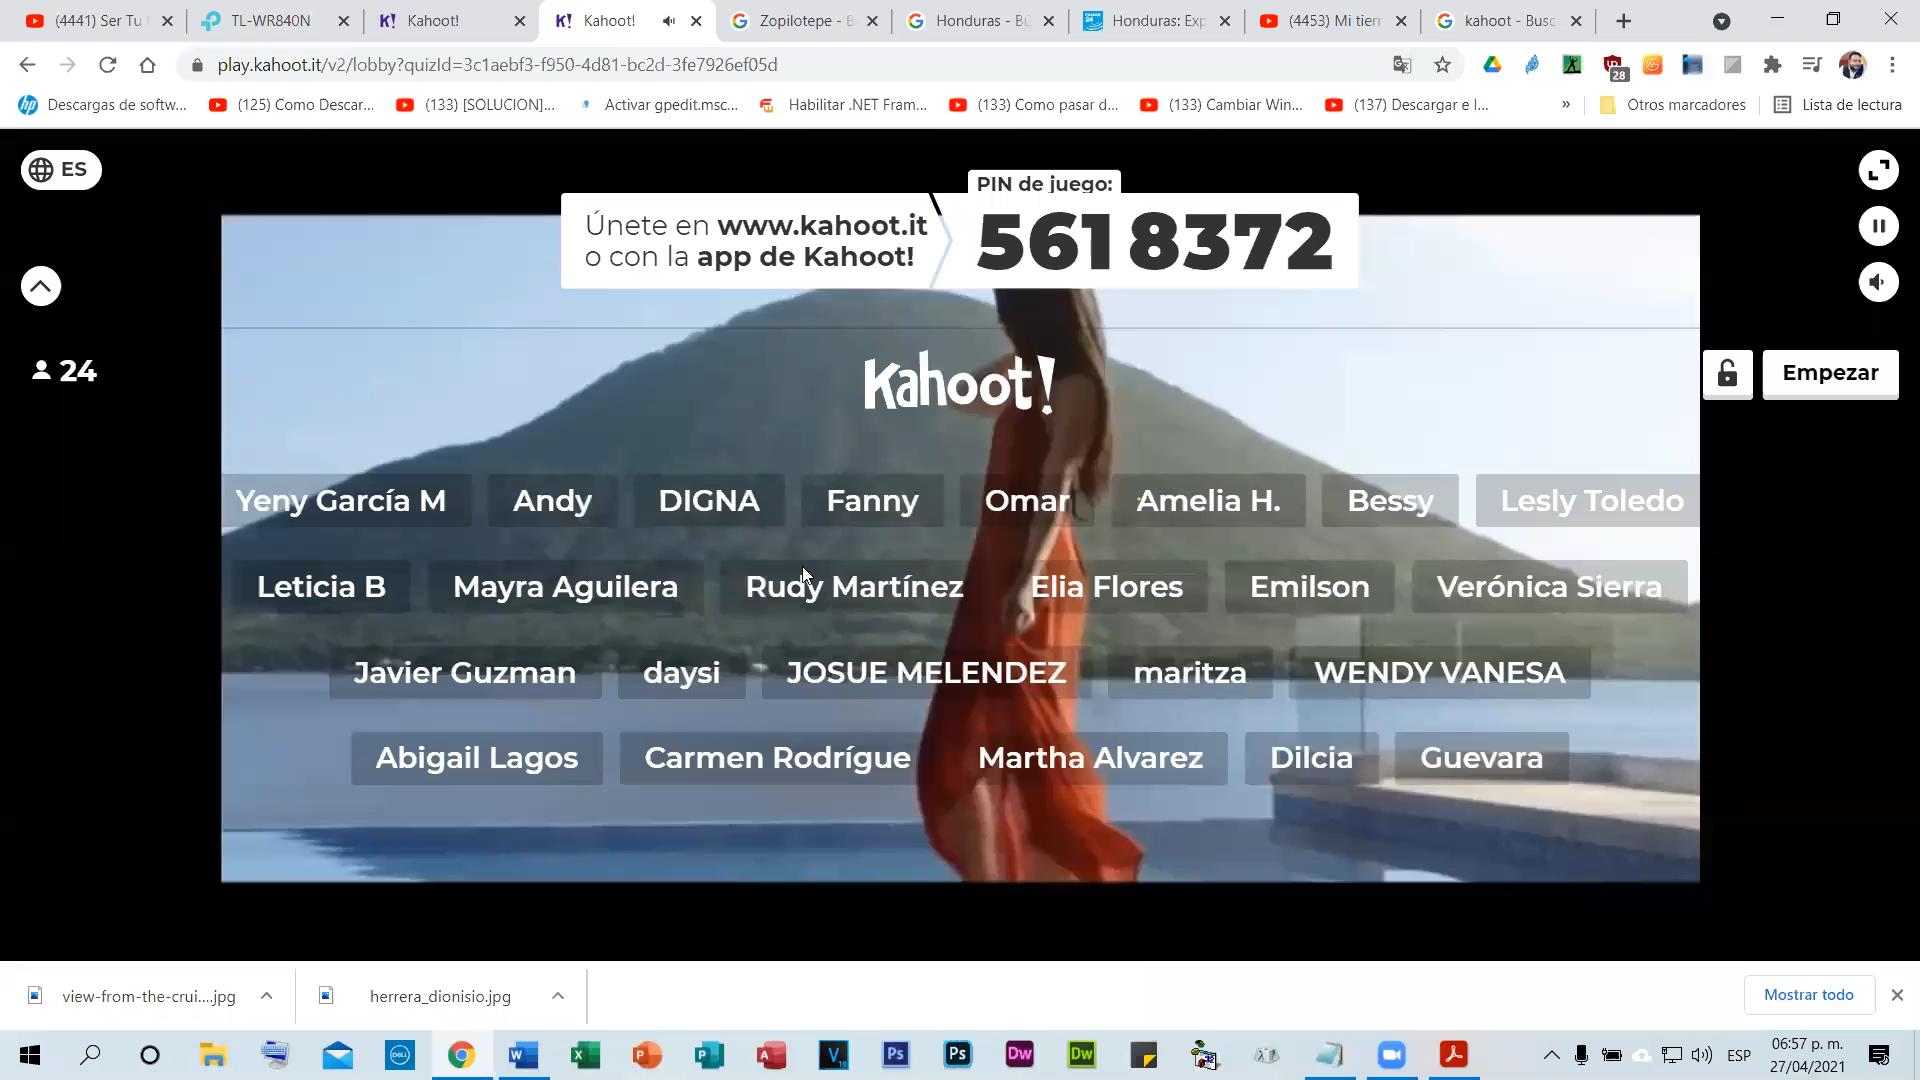 (4441) Ser Tu
TL-WR840N
Kahoot!
Kahoot!
Zopilotepe - B
Honduras - Bú
Honduras: Exp
(4453) Mi tierr
kahoot - Busc
play.kahoot.it/v2/lobby?quizId=3c1aebf3-f950-4d81-bc2d-3fe7926ef05d
28
Descargas de softw...
(125) Como Descar...
(133) [SOLUCION]...
Activar gpedit.msc...
Habilitar .NET Fram...
(133) Como pasar d...
(133) Cambiar Win...
(137) Descargar e I...
»
Otros marcadores
Lista de lectura
ES
PIN de juego:
Únete en www.kahoot.it
o con la app de Kahoot!
561 8372
24
Kahoot!
Empezar
Yeny García M
Andy
DIGNA
Fanny
Omar
Amelia H.
Bessy
Lesly Toledo
Leticia B
Mayra Aguilera
Rudy Martínez
Elia Flores
Emilson
Verónica Sierra
Javier Guzman
daysi
JOSUE MELENDEZ
maritza
WENDY VANESA
Abigail Lagos
Carmen Rodrígue
Martha Alvarez
Dilcia
Guevara
view-from-the-crui....jpg
herrera_dionisio.jpg
Mostrar todo
ESP
06:57 p. m.
27/04/2021